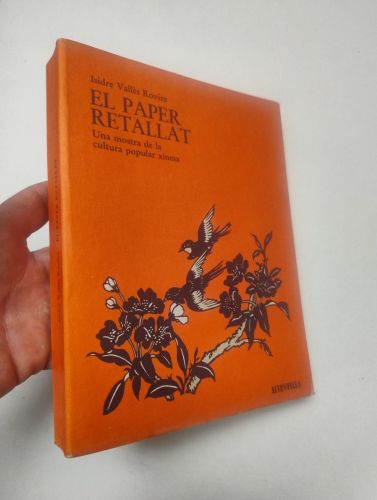 Isidre Vallès Rovira
EL PAPER
RETALLAT
Una mostra de la
cultura popular xinesa
ALTAFULLA